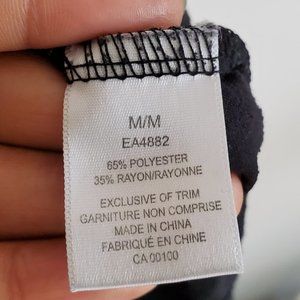 M/M
EA4882
65% POLYESTER
35% RAYON/RAYONNE
EXCLUSIVE OF TRIM
GARNITURE NON COMPRISE
MADE IN CHINA
FABRIQUÉ EN CHINE
CA 00100